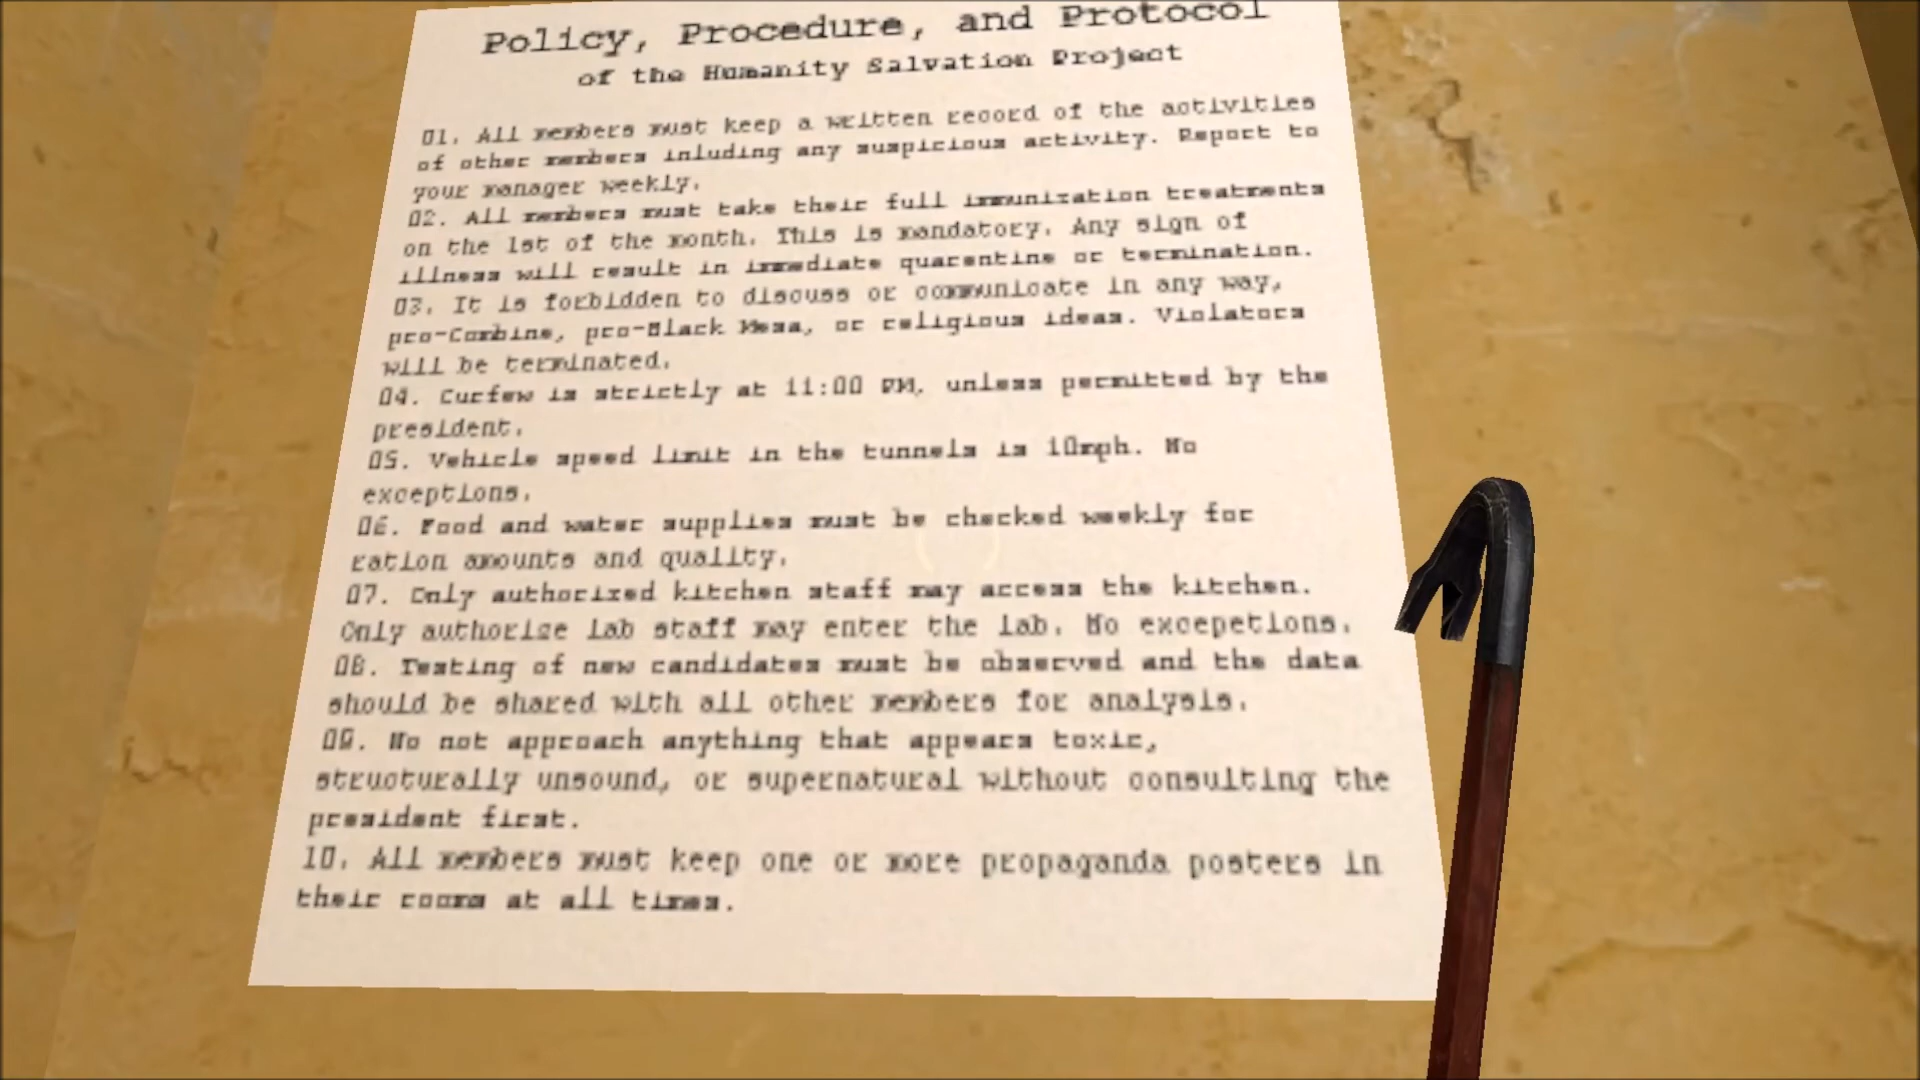 Policy, Procedure, and Protocol
of the Humanity Salvation Project
01. All members must keep a written record of the activities
of other members inluding any suspicious activity. Report to
your manager weekly.
02. All members must take their full immunization treatments
on the 1st of the month. This is mandatory. Any sign of
illness will result in immediate quarentine or termination.
03. It is forbidden to discuss or communicate in any way,
pro-Combine, pro-Black Mesa, or religious ideas. Violators
will be terminated.
04. Curfew is strictly at 11:00 PM, unless permitted by the
president.
05. Vehicle speed limit in the tunnels is 10mph. No
exceptions.
06. Food and water supplies must be checked weekly for
ration amounts and quality.
07. Only authorized kitchen staff may access the kitchen.
Only authorize lab staff may enter the lab. No excepetions.
08. Testing of new candidates must be observed and the data
should be shared with all other members for analysis.
09. No not approach anything that appears toxic,
structurally unsound, or supernatural without consulting the
president first.
10. All members must keep one or more propaganda posters in
their rooms at all times.